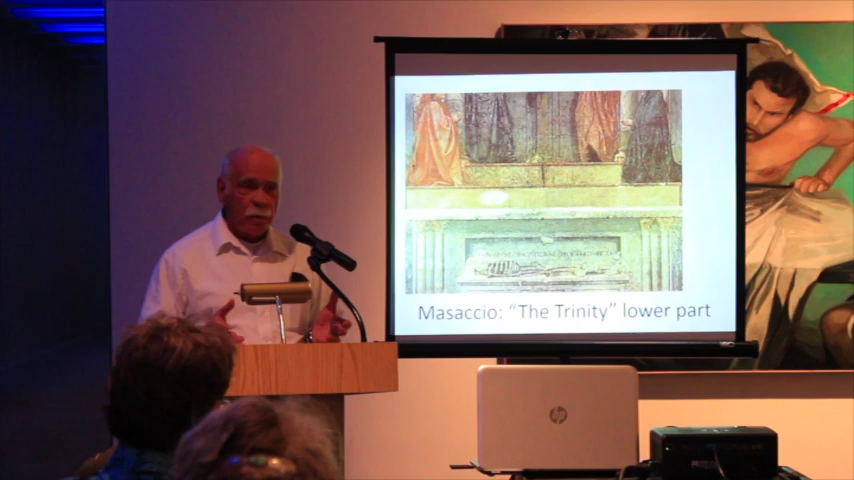 Masaccio: “The Trinity” lower part
hp